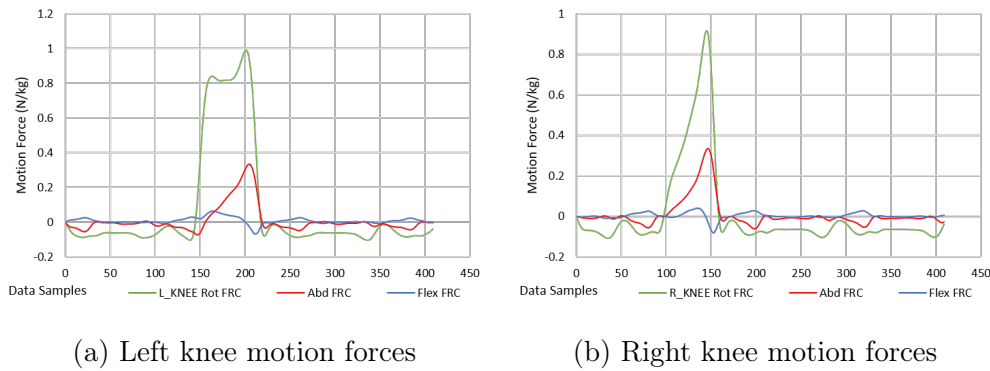 1.2
1
0.8
0.6
0.4
0.2
0
-0.2
Motion Force (N/kg)
0 50 100 150 200 250 300 350 400 450
Data Samples L_KNEE Rot FRC Abd FRC Flex FRC
(a) Left knee motion forces
1
0.8
0.6
0.4
0.2
0
-0.2
Motion Force (N/kg)
0 50 100 150 200 250 300 350 400 450
Data Samples R_KNEE Rot FRC Abd FRC Flex FRC
(b) Right knee motion forces